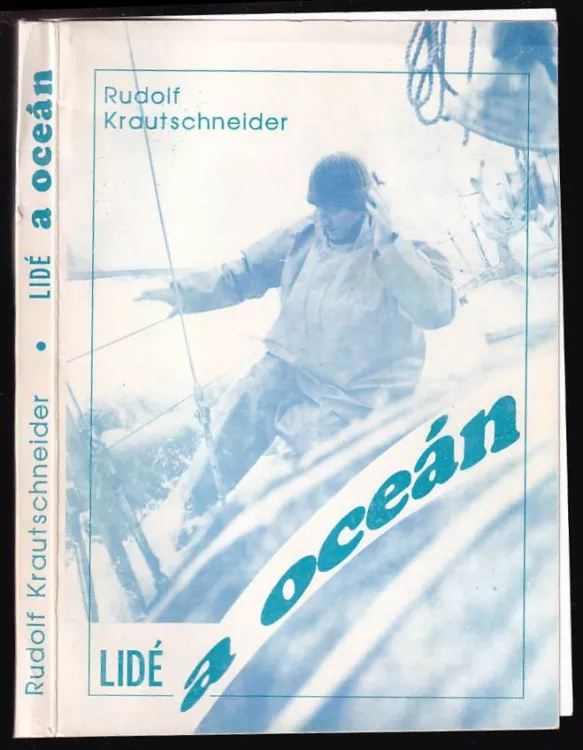 Rudolf
Krautschneider
LIDÉ
a oceán
Rudolf Krautschneider • LIDÉ a oceán